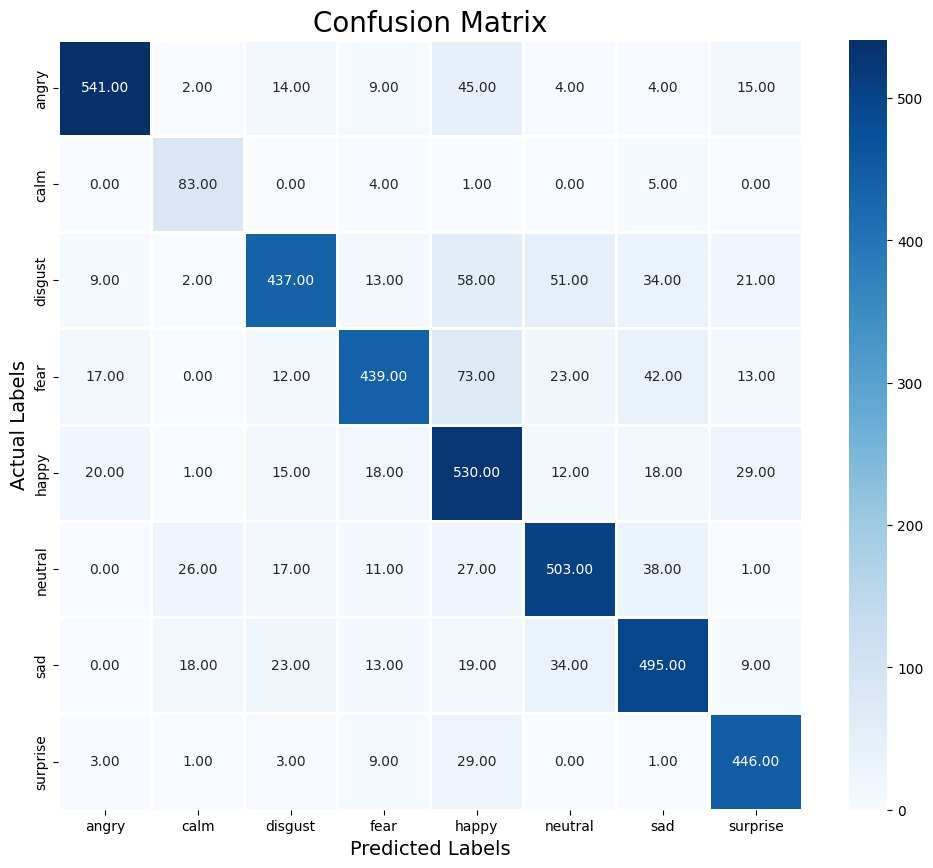 Confusion Matrix
angry 541.00 2.00 14.00 9.00 45.00 4.00 4.00 15.00
calm 0.00 83.00 0.00 4.00 1.00 0.00 5.00 0.00
disgust 9.00 2.00 437.00 13.00 58.00 51.00 34.00 21.00
fear 17.00 0.00 12.00 439.00 73.00 23.00 42.00 13.00
happy 20.00 1.00 15.00 18.00 530.00 12.00 18.00 29.00
neutral 0.00 26.00 17.00 11.00 27.00 503.00 38.00 1.00
sad 0.00 18.00 23.00 13.00 19.00 34.00 495.00 9.00
surprise 3.00 1.00 3.00 9.00 29.00 0.00 1.00 446.00
angry calm disgust fear happy neutral sad surprise
Predicted Labels
Actual Labels
500
400
300
200
100
0